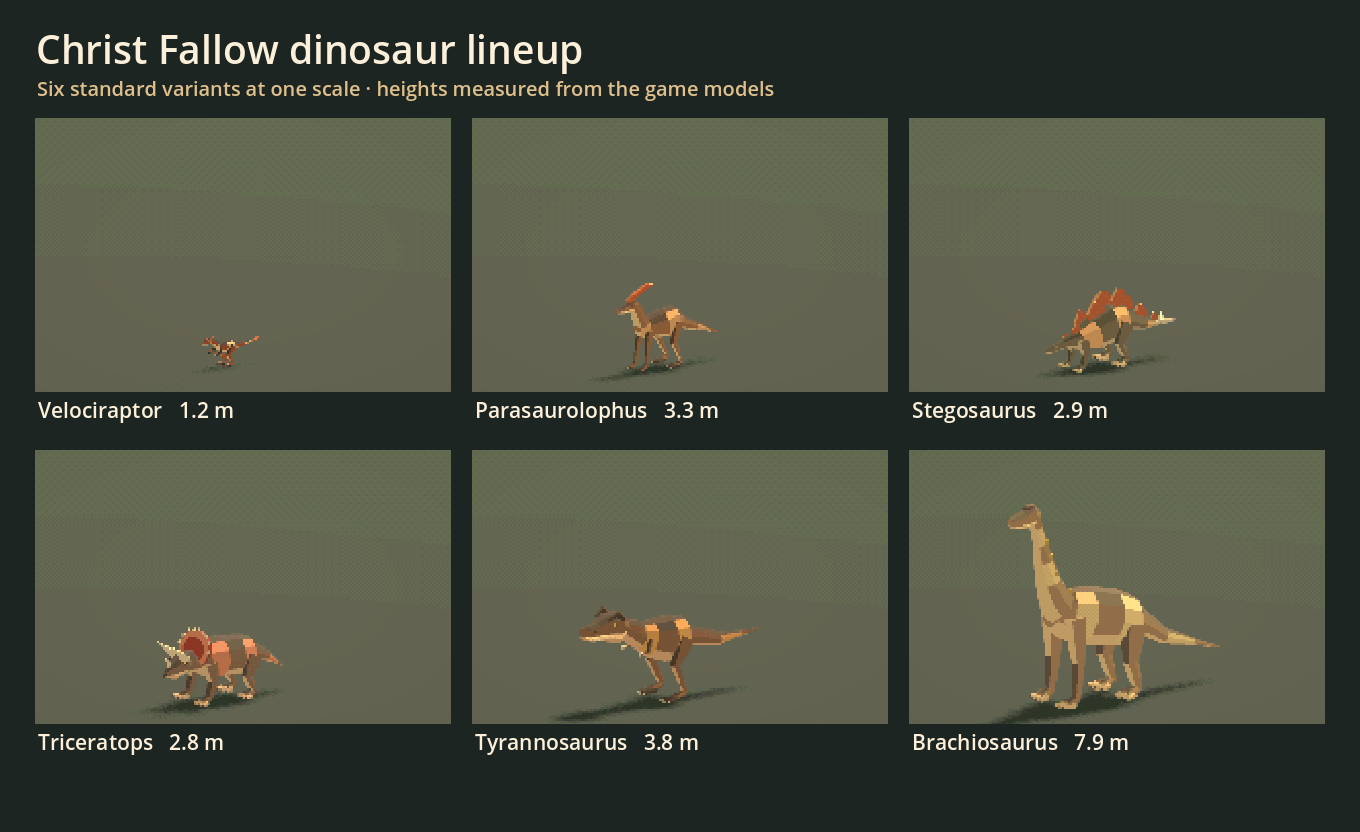 Christ Fallow dinosaur lineup
Six standard variants at one scale · heights measured from the game models
Velociraptor 1.2 m
Parasaurolophus 3.3 m
Stegosaurus 2.9 m
Triceratops 2.8 m
Tyrannosaurus 3.8 m
Brachiosaurus 7.9 m